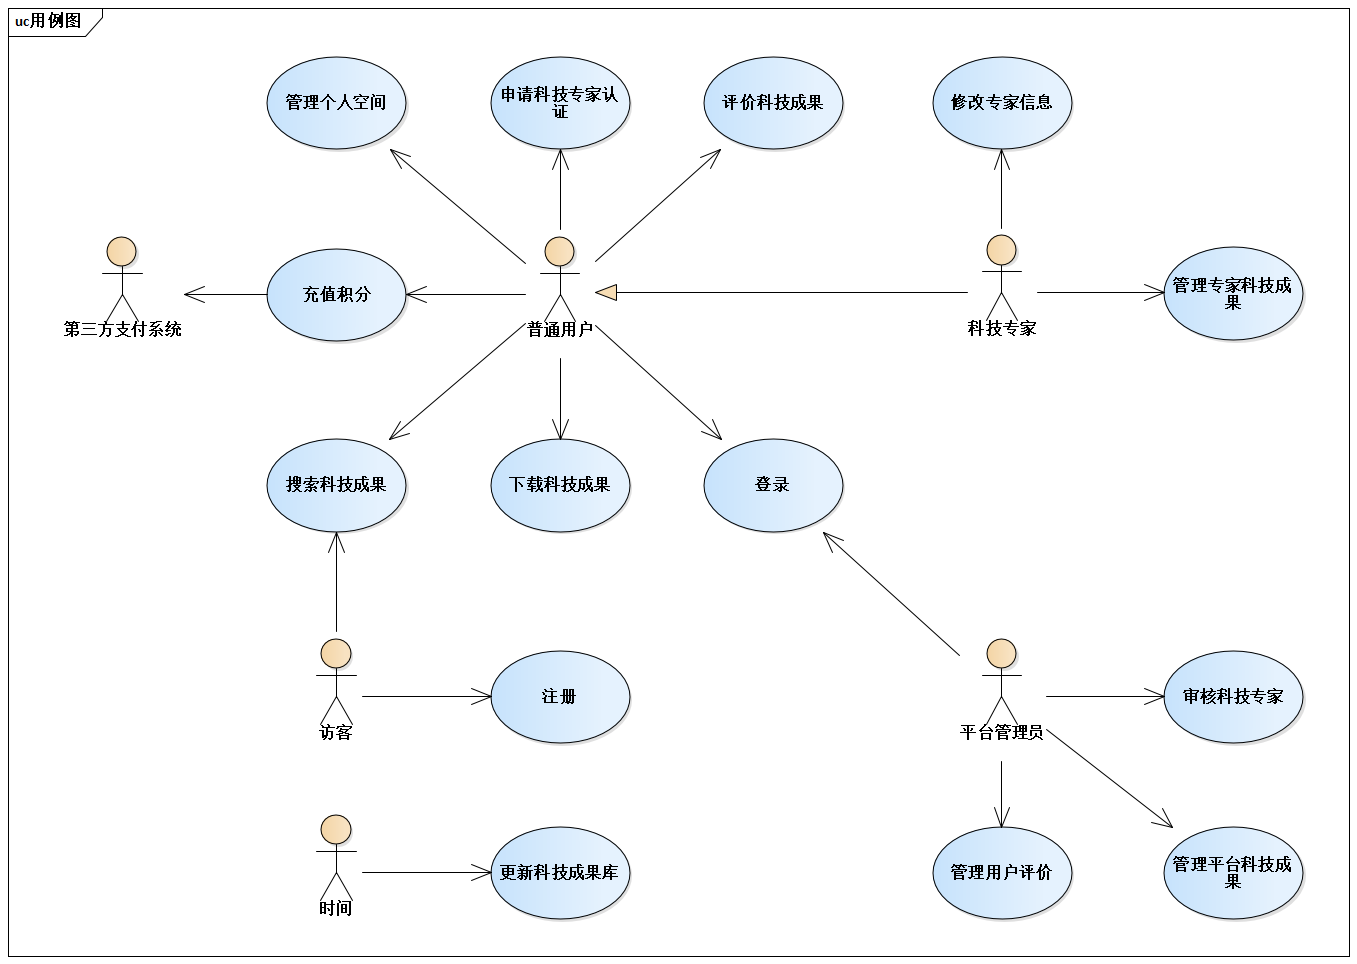 uc用例图
管理个人空间
申请科技专家认
证
评价科技成果
修改专家信息
第三方支付系统
充值积分
普通用户
科技专家
管理专家科技成
果
搜索科技成果
下载科技成果
登录
访客
注册
平台管理员
审核科技专家
时间
更新科技成果库
管理用户评价
管理平台科技成
果